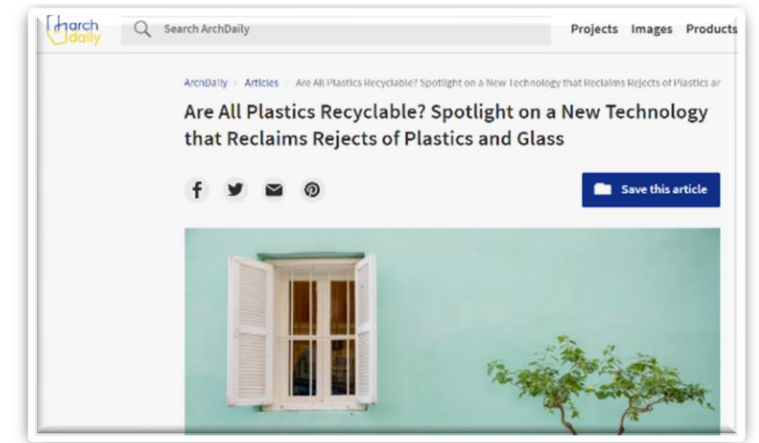 arch
daily
Search ArchDaily
Projects Images Products
ArchDaily > Articles > Are All Plastics Recyclable? Spotlight on a New Technology that Reclaims Rejects of Plastics ar
Are All Plastics Recyclable? Spotlight on a New Technology
that Reclaims Rejects of Plastics and Glass
f
Save this article